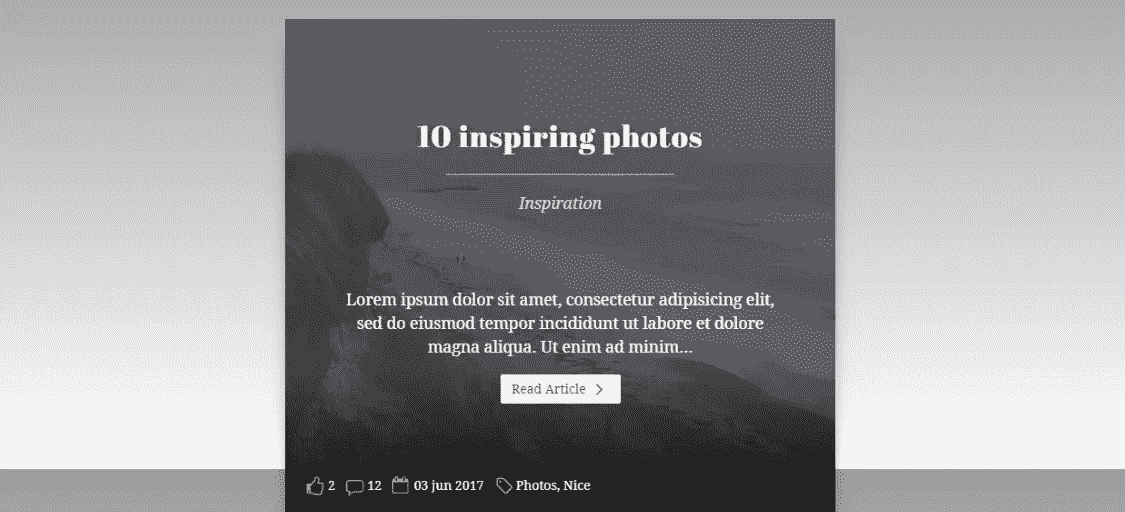 10 inspiring photos
Inspiration
Lorem ipsum dolor sit amet, consectetur adipisicing elit,
sed do eiusmod tempor incididunt ut labore et dolore
magna aliqua. Ut enim ad minim...
Read Article
2 12 03 jun 2017 Photos, Nice